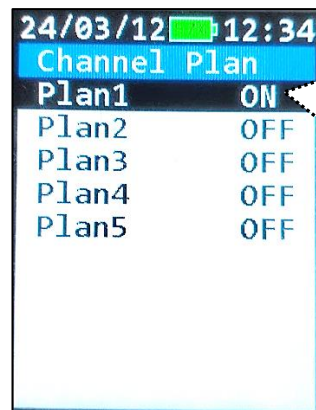 24/03/12 12:34
Channel Plan
Plan1 ON
Plan2 OFF
Plan3 OFF
Plan4 OFF
Plan5 OFF